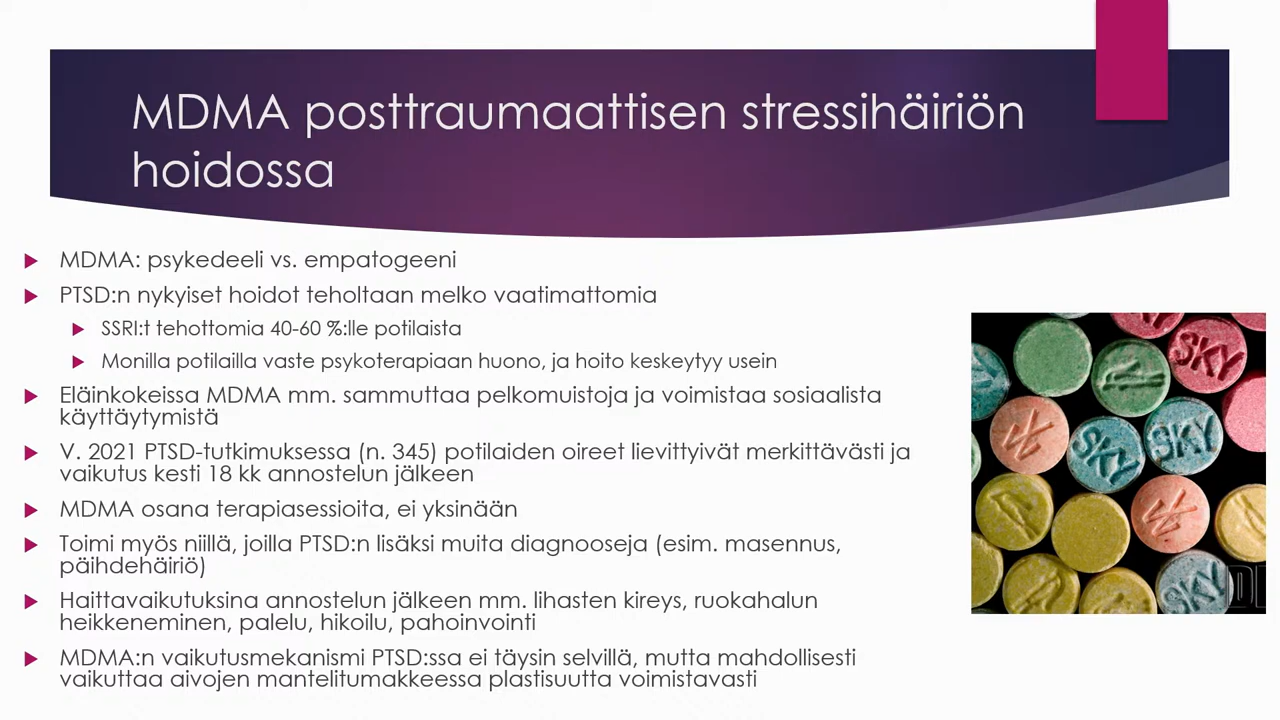 MDMA posttraumaattisen stressihäiriön
hoidossa
MDMA: psykedeeli vs. empatogeeni
PTSD:n nykyiset hoidot teholtaan melko vaatimattomia
SSRI:t tehottomia 40-60 %:lle potilaista
Monilla potilailla vaste psykoterapiaan huono, ja hoito keskeytyy usein
Eläinkokeissa MDMA mm. sammuttaa pelkomuistoja ja voimistaa sosiaalista
käyttäytymistä
V. 2021 PTSD-tutkimuksessa (n. 345) potilaiden oireet lievittyivät merkittävästi ja
vaikutus kesti 18 kk annostelun jälkeen
MDMA osana terapiasessioita, ei yksinään
Toimi myös niillä, joilla PTSD:n lisäksi muita diagnooseja (esim. masennus,
päihdehäiriö)
Haittavaikutuksina annostelun jälkeen mm. lihasten kireys, ruokahalun
heikkeneminen, palelu, hikoilu, pahoinvointi
MDMA:n vaikutusmekanismi PTSD:ssa ei täysin selvillä, mutta mahdollisesti
vaikuttaa aivojen mantelitumakkeessa plastisuutta voimistavasti
SKY
SKY
SKY
SKY